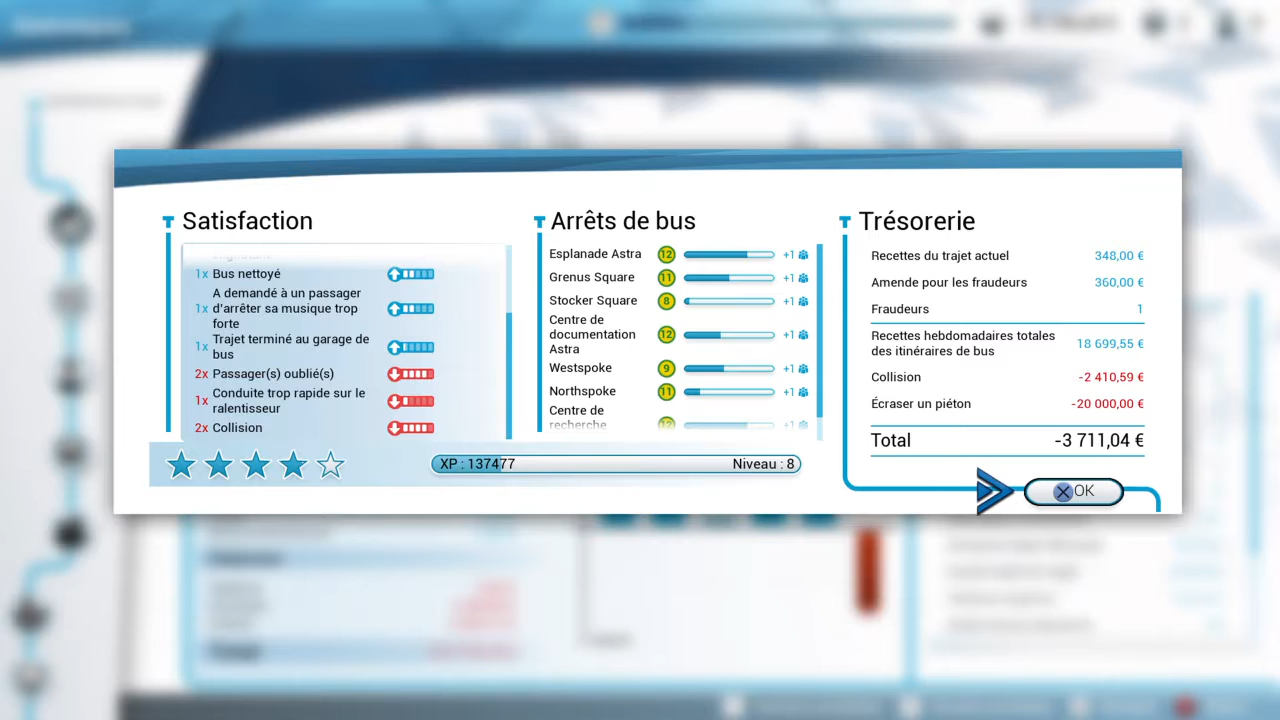 Satisfaction
1x Bus nettoyé
A demandé à un passager
1x d'arrêter sa musique trop
forte
1x Trajet terminé au garage de
bus
2x Passager(s) oublié(s)
1x Conduite trop rapide sur le
ralentisseur
2x Collision
XP : 137477 Niveau : 8
Arrêts de bus
Esplanade Astra 12 +1
Grenus Square 11 +1
Stocker Square 8 +1
Centre de
documentation 12 +1
Astra
Westspoke 9 +1
Northspoke 11 +1
Centre de
recherche 12 +1
Trésorerie
Recettes du trajet actuel 348,00 €
Amende pour les fraudeurs 360,00 €
Fraudeurs 1
Recettes hebdomadaires totales
des itinéraires de bus 18 699,55 €
Collision -2 410,59 €
Écraser un piéton -20 000,00 €
Total -3 711,04 €
OK